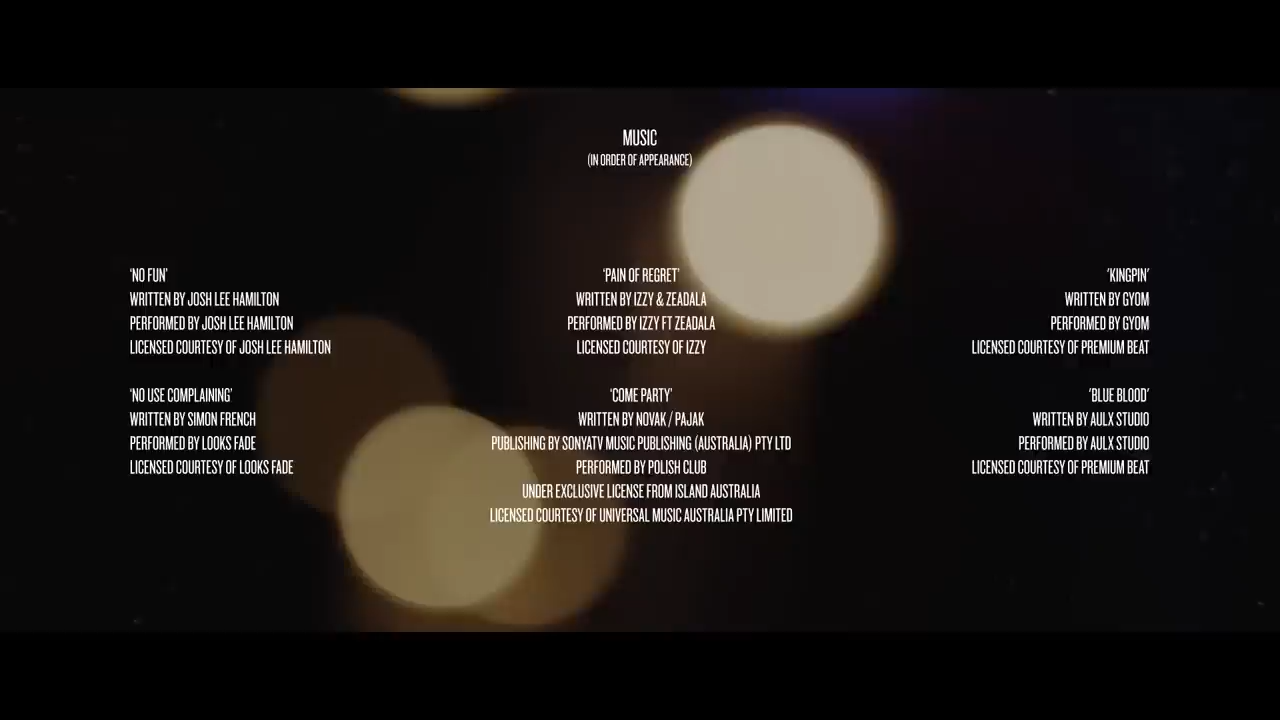 MUSIC
(IN ORDER OF APPEARANCE)
‘NO FUN’
WRITTEN BY JOSH LEE HAMILTON
PERFORMED BY JOSH LEE HAMILTON
LICENSED COURTESY OF JOSH LEE HAMILTON
‘NO USE COMPLAINING’
WRITTEN BY SIMON FRENCH
PERFORMED BY LOOKS FADE
LICENSED COURTESY OF LOOKS FADE
‘PAIN OF REGRET’
WRITTEN BY IZZY & ZEADALA
PERFORMED BY IZZY FT ZEADALA
LICENSED COURTESY OF IZZY
‘COME PARTY’
WRITTEN BY NOVAK / PAJAK
PUBLISHING BY SONYATV MUSIC PUBLISHING (AUSTRALIA) PTY LTD
PERFORMED BY POLISH CLUB
UNDER EXCLUSIVE LICENSE FROM ISLAND AUSTRALIA
LICENSED COURTESY OF UNIVERSAL MUSIC AUSTRALIA PTY LIMITED
‘KINGPIN’
WRITTEN BY GYOM
PERFORMED BY GYOM
LICENSED COURTESY OF PREMIUM BEAT
‘BLUE BLOOD’
WRITTEN BY AULX STUDIO
PERFORMED BY AULX STUDIO
LICENSED COURTESY OF PREMIUM BEAT